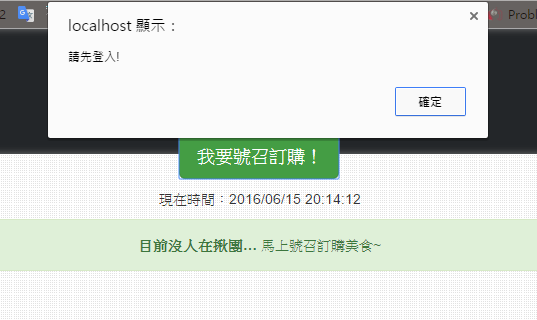 2
Probl
localhost 顯示：
請先登入!
確定
我要號召訂購！
現在時間：2016/06/15 20:14:12
目前沒人在揪團... 馬上號召訂購美食~